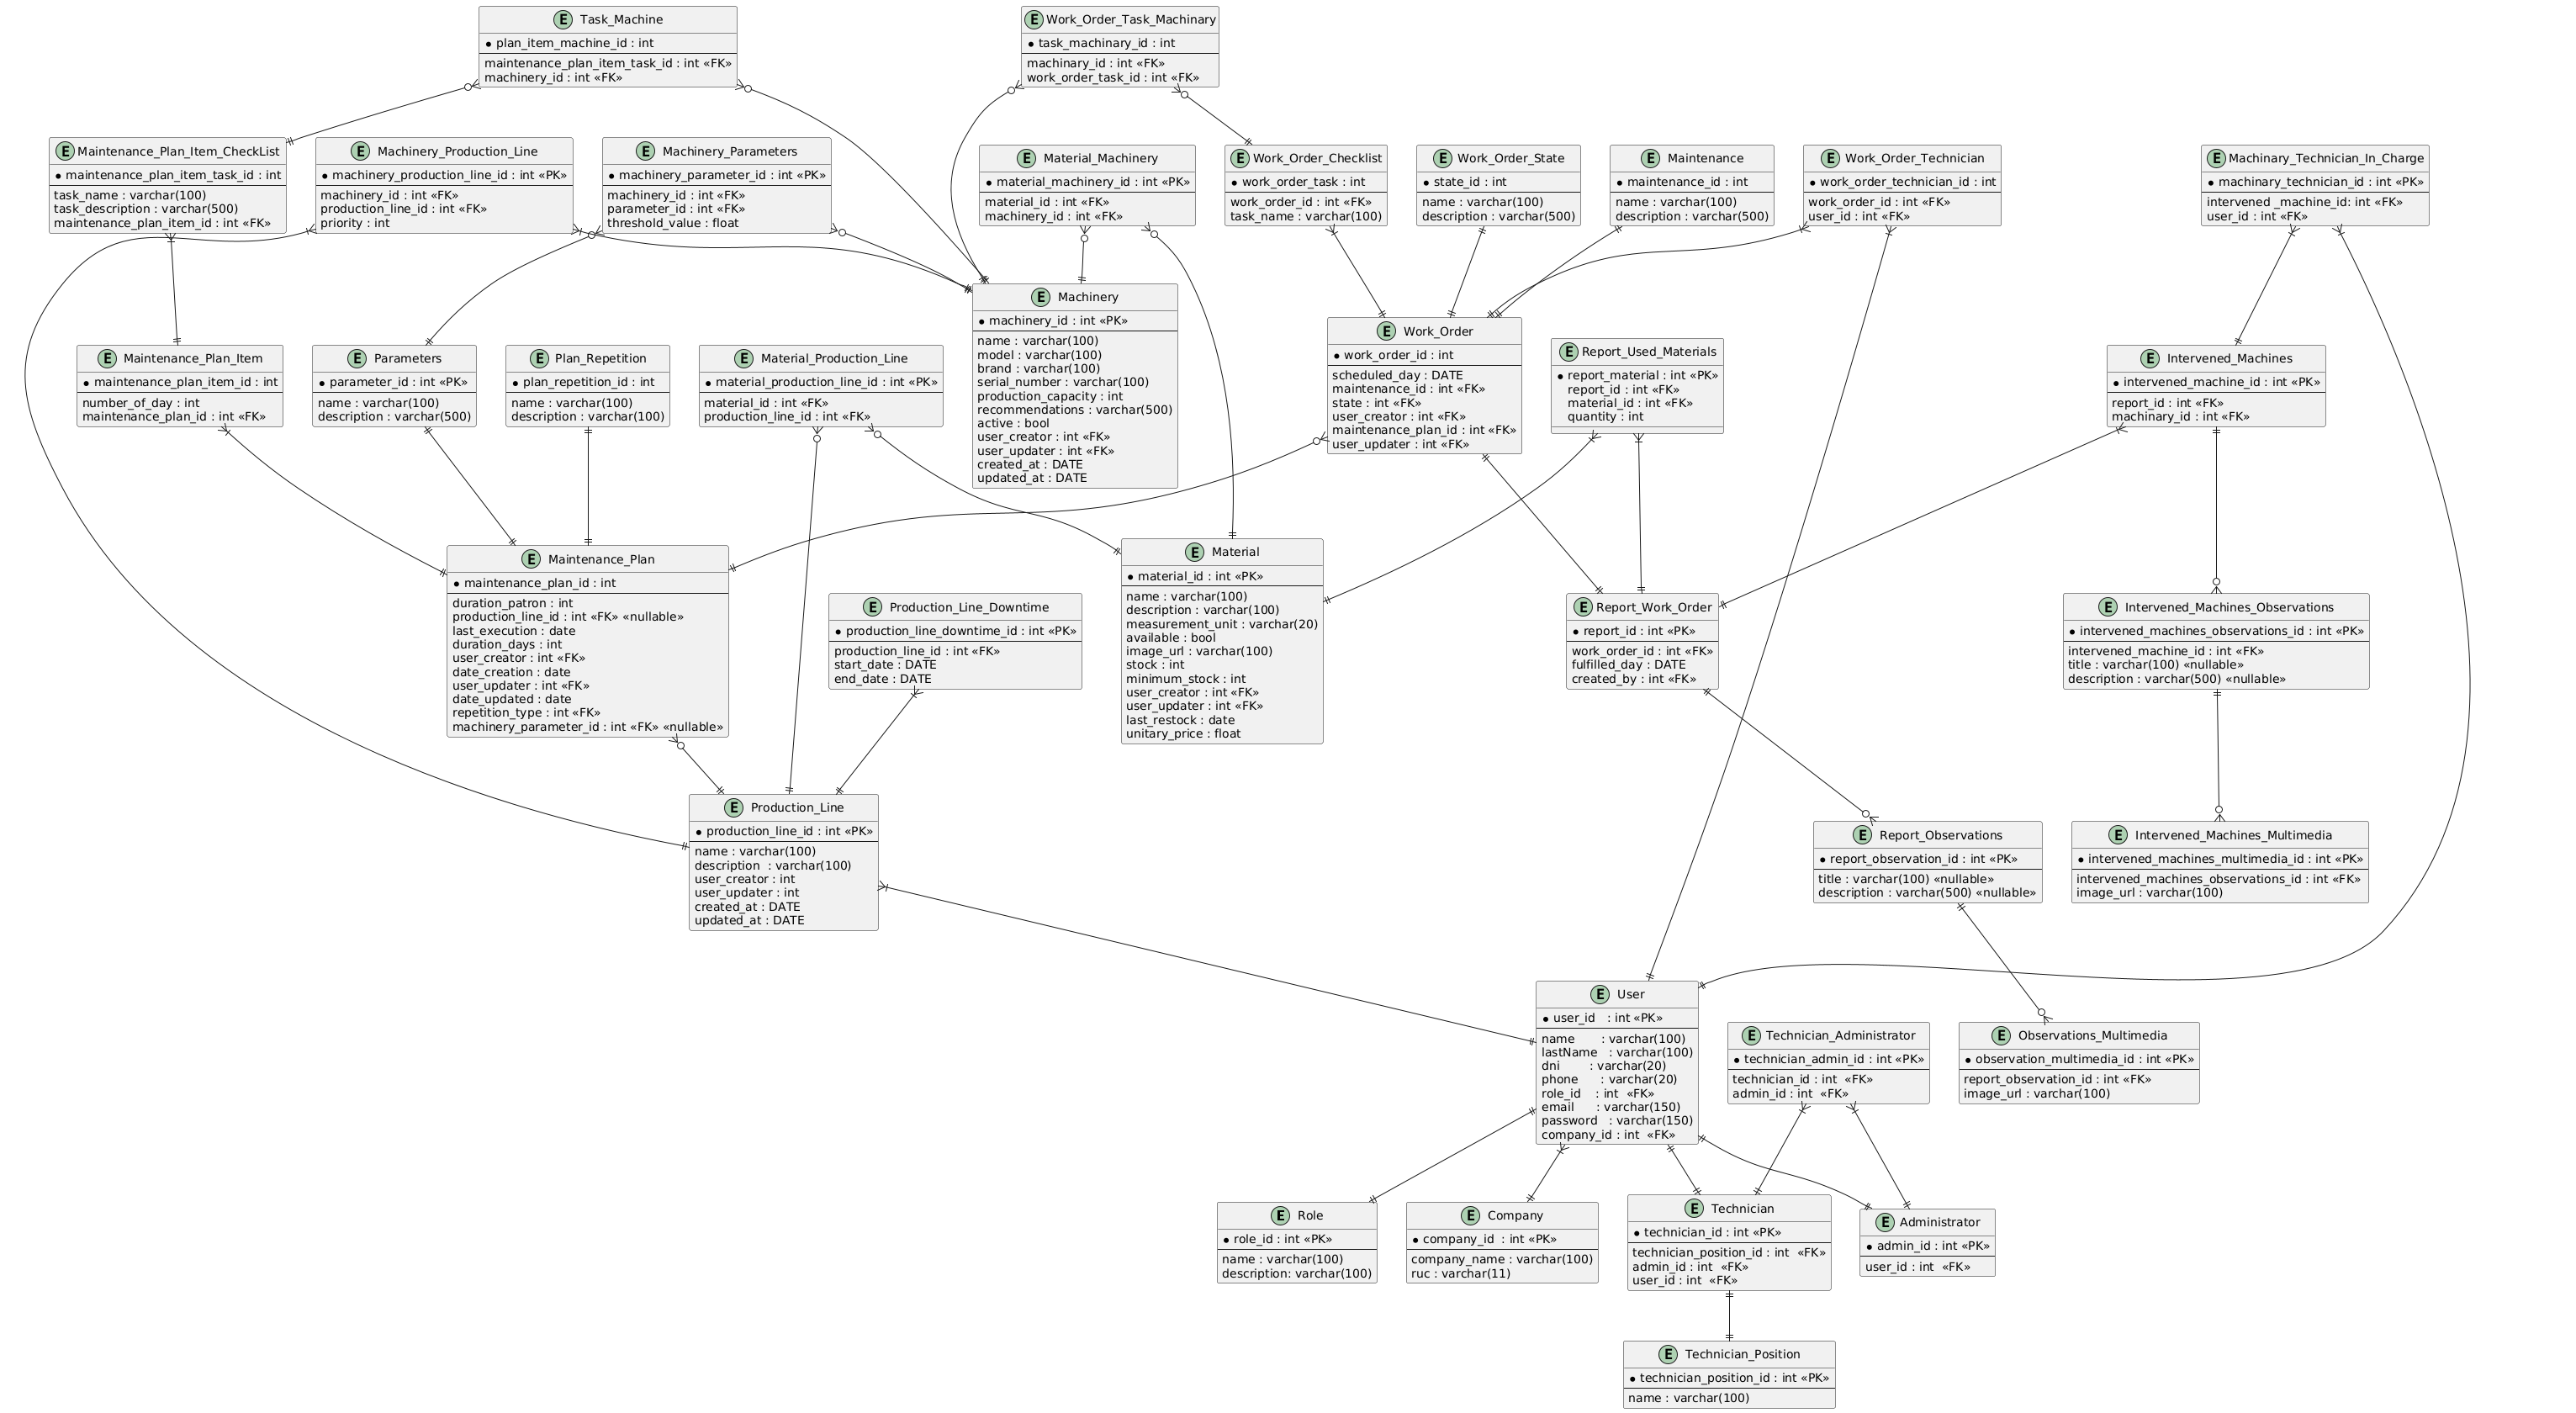 E Task_Machine
* plan_item_machine_id : int
maintenance_plan_item_task_id : int «FK»
machinery_id : int «FK»
E Work_Order_Task_Machinary
* task_machinary_id : int
machinary_id : int «FK»
work_order_task_id : int «FK»
E Maintenance_Plan_Item_CheckList
* maintenance_plan_item_task_id : int
task_name : varchar(100)
task_description : varchar(500)
maintenance_plan_item_id : int «FK»
E Machinery_Production_Line
* machinery_production_line_id : int «PK»
machinery_id : int «FK»
production_line_id : int «FK»
priority : int
E Machinery_Parameters
* machinery_parameter_id : int «PK»
machinery_id : int «FK»
parameter_id : int «FK»
threshold_value : float
E Material_Machinery
* material_machinery_id : int «PK»
material_id : int «FK»
machinery_id : int «FK»
E Work_Order_Checklist
* work_order_task : int
work_order_id : int «FK»
task_name : varchar(100)
E Work_Order_State
* state_id : int
name : varchar(100)
description : varchar(500)
E Maintenance
* maintenance_id : int
name : varchar(100)
description : varchar(500)
E Work_Order_Technician
* work_order_technician_id : int
work_order_id : int «FK»
user_id : int «FK»
E Machinary_Technician_In_Charge
* machinary_technician_id : int «PK»
intervened _machine_id: int «FK»
user_id : int «FK»
E Maintenance_Plan_Item
* maintenance_plan_item_id : int
number_of_day : int
maintenance_plan_id : int «FK»
E Parameters
* parameter_id : int «PK»
name : varchar(100)
description : varchar(500)
E Plan_Repetition
* plan_repetition_id : int
name : varchar(100)
description : varchar(100)
E Material_Production_Line
* material_production_line_id : int «PK»
material_id : int «FK»
production_line_id : int «FK»
E Machinery
* machinery_id : int «PK»
name : varchar(100)
model : varchar(100)
brand : varchar(100)
serial_number : varchar(100)
production_capacity : int
recommendations : varchar(500)
active : bool
user_creator : int «FK»
user_updater : int «FK»
created_at : DATE
updated_at : DATE
E Work_Order
* work_order_id : int
scheduled_day : DATE
maintenance_id : int «FK»
state : int «FK»
user_creator : int «FK»
maintenance_plan_id : int «FK»
user_updater : int «FK»
E Report_Used_Materials
* report_material : int «PK»
report_id : int «FK»
material_id : int «FK»
quantity : int
E Intervened_Machines
* intervened_machine_id : int «PK»
report_id : int «FK»
machinary_id : int «FK»
E Maintenance_Plan
* maintenance_plan_id : int
duration_patron : int
production_line_id : int «FK» «nullable»
last_execution : date
duration_days : int
user_creator : int «FK»
date_creation : date
user_updater : int «FK»
date_updated : date
repetition_type : int «FK»
machinery_parameter_id : int «FK» «nullable»
E Production_Line_Downtime
* production_line_downtime_id : int «PK»
production_line_id : int «FK»
start_date : DATE
end_date : DATE
E Material
* material_id : int «PK»
name : varchar(100)
description : varchar(100)
measurement_unit : varchar(20)
available : bool
image_url : varchar(100)
stock : int
minimum_stock : int
user_creator : int «FK»
user_updater : int «FK»
last_restock : date
unitary_price : float
E Report_Work_Order
* report_id : int «PK»
work_order_id : int «FK»
fulfilled_day : DATE
created_by : int «FK»
E Intervened_Machines_Observations
* intervened_machines_observations_id : int «PK»
intervened_machine_id : int «FK»
title : varchar(100) «nullable»
description : varchar(500) «nullable»
E Production_Line
* production_line_id : int «PK»
name : varchar(100)
description  : varchar(100)
user_creator : int
user_updater : int
created_at : DATE
updated_at : DATE
E Report_Observations
* report_observation_id : int «PK»
title : varchar(100) «nullable»
description : varchar(500) «nullable»
E Intervened_Machines_Multimedia
* intervened_machines_multimedia_id : int «PK»
intervened_machines_observations_id : int «FK»
image_url : varchar(100)
E User
* user_id   : int «PK»
name       : varchar(100)
lastName   : varchar(100)
dni        : varchar(20)
phone      : varchar(20)
role_id    : int  «FK»
email      : varchar(150)
password   : varchar(150)
company_id : int  «FK»
E Technician_Administrator
* technician_admin_id : int «PK»
technician_id : int  «FK»
admin_id : int  «FK»
E Observations_Multimedia
* observation_multimedia_id : int «PK»
report_observation_id : int «FK»
image_url : varchar(100)
E Role
* role_id : int «PK»
name : varchar(100)
description: varchar(100)
E Company
* company_id  : int «PK»
company_name : varchar(100)
ruc : varchar(11)
E Technician
* technician_id : int «PK»
technician_position_id : int  «FK»
admin_id : int  «FK»
user_id : int  «FK»
E Administrator
* admin_id : int «PK»
user_id : int  «FK»
E Technician_Position
* technician_position_id : int «PK»
name : varchar(100)